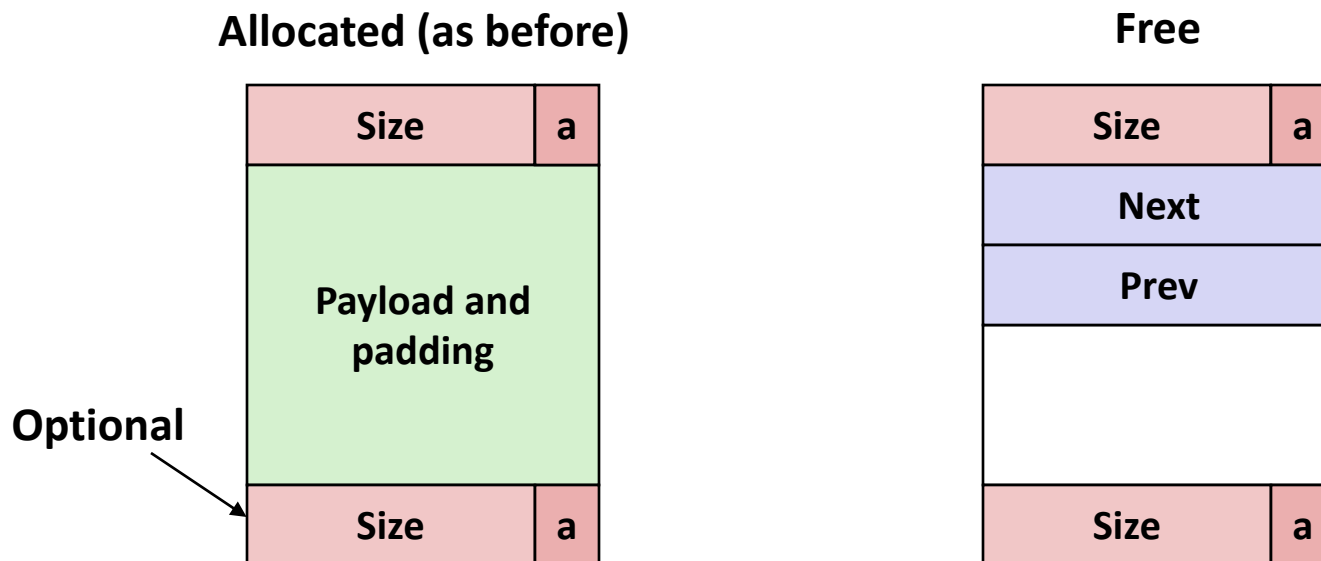 Allocated (as before)
Free
Size a
Size a
Next
Prev
Payload and
padding
Optional
Size a
Size a